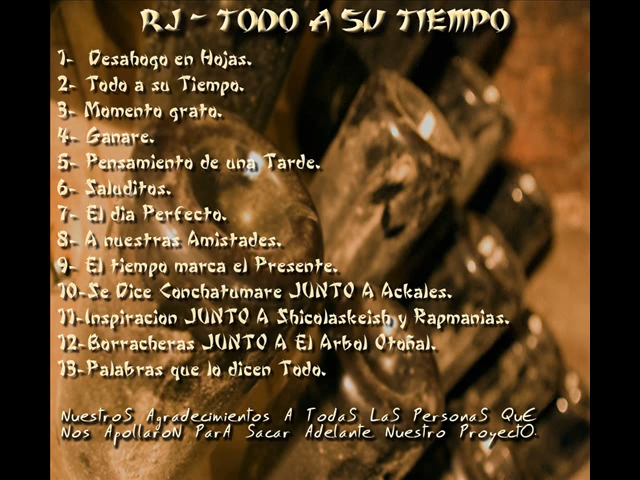 RJ - TODO A SU TIEMPO
1- Desahogo en Hojas.
2- Todo a su Tiempo.
3- Momento grato.
4- Ganare.
5- Pensamiento de una Tarde.
6- Saluditos.
7- El dia Perfecto.
8- A nuestras Amistades.
9- El tiempo marca el Presente.
10-Se Dice Conchatumare JUNTO A Ackales.
11-Inspiracion JUNTO A Shicolaskeish y Rapmanias.
12-Borracheras JUNTO A El Arbol Otoñal.
13-Palabras que lo dicen Todo.
NuestroS Agradecimientos A TodaS LaS PersonaS QuE
Nos ApollaroN ParA Sacar Adelante Nuestro ProyectO.